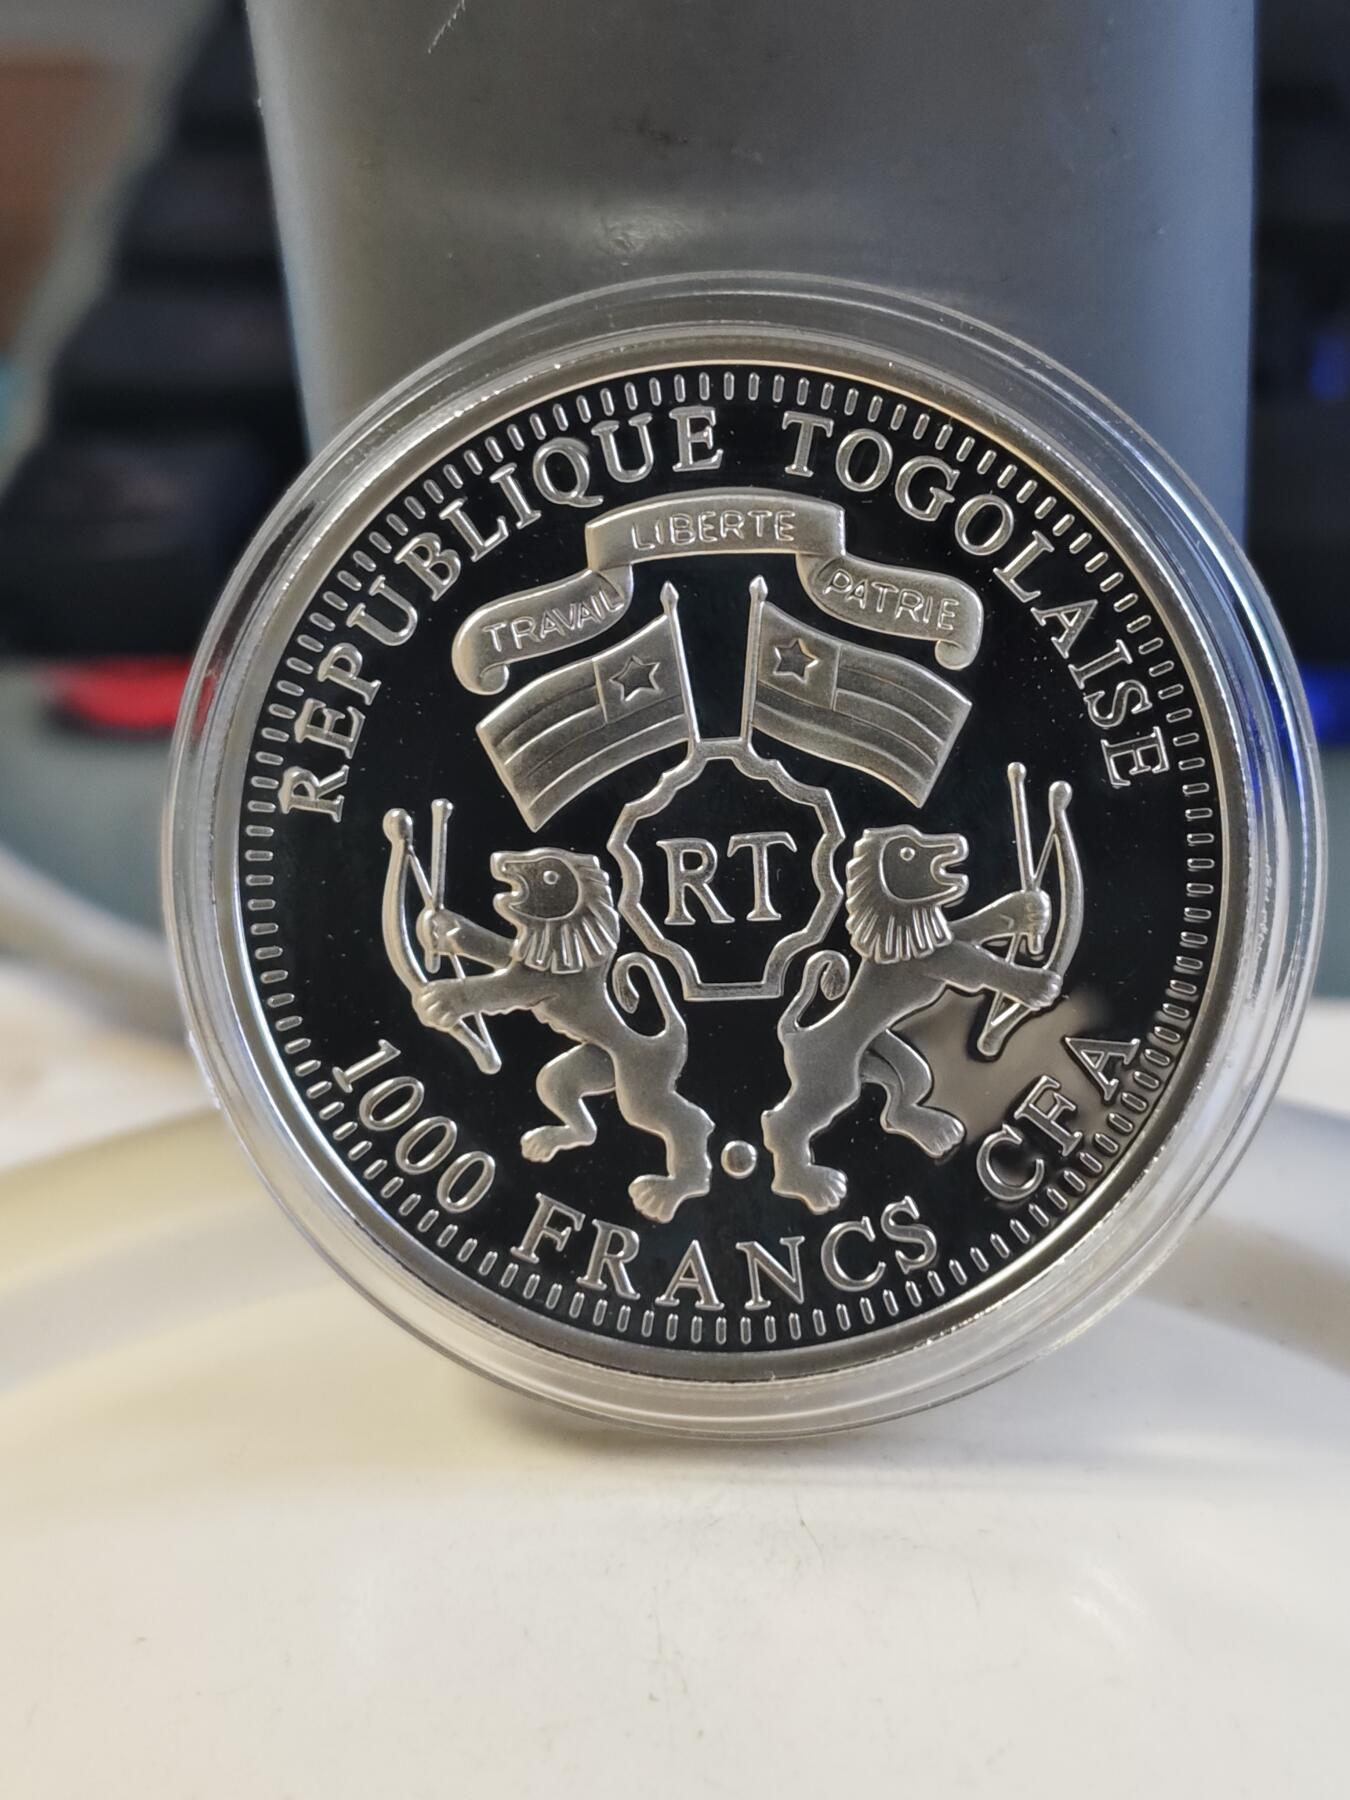 REPUBLIQUE TOGOLAISE
LIBERTE
TRAVAIL PATRIE
RT
1000 FRANCS CFA